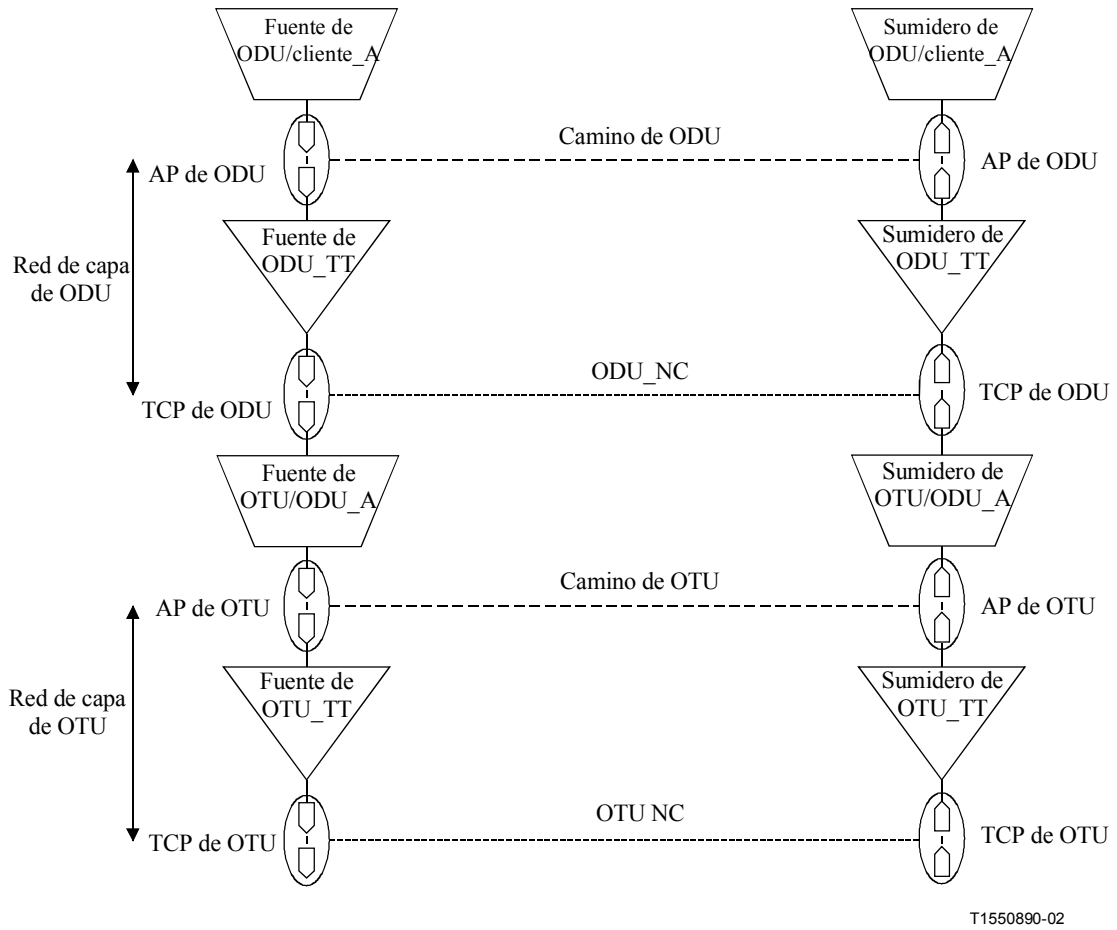 Fuente de
ODU/cliente_A
Sumidero de
ODU/cliente_A
Camino de ODU
AP de ODU
AP de ODU
Fuente de
ODU_TT
Sumidero de
ODU_TT
Red de capa
de ODU
ODU_NC
TCP de ODU
TCP de ODU
Fuente de
OTU/ODU_A
Sumidero de
OTU/ODU_A
Camino de OTU
AP de OTU
AP de OTU
Fuente de
OTU_TT
Sumidero de
OTU_TT
Red de capa
de OTU
OTU NC
TCP de OTU
TCP de OTU
T1550890-02